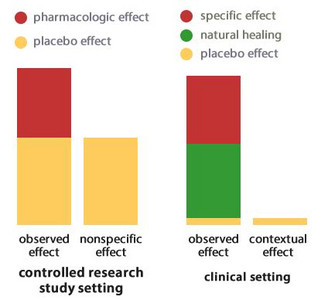 pharmacologic effect
placebo effect
specific effect
natural healing
placebo effect
observed
effect
nonspecific
effect
controlled research
study setting
observed
effect
contextual
effect
clinical setting